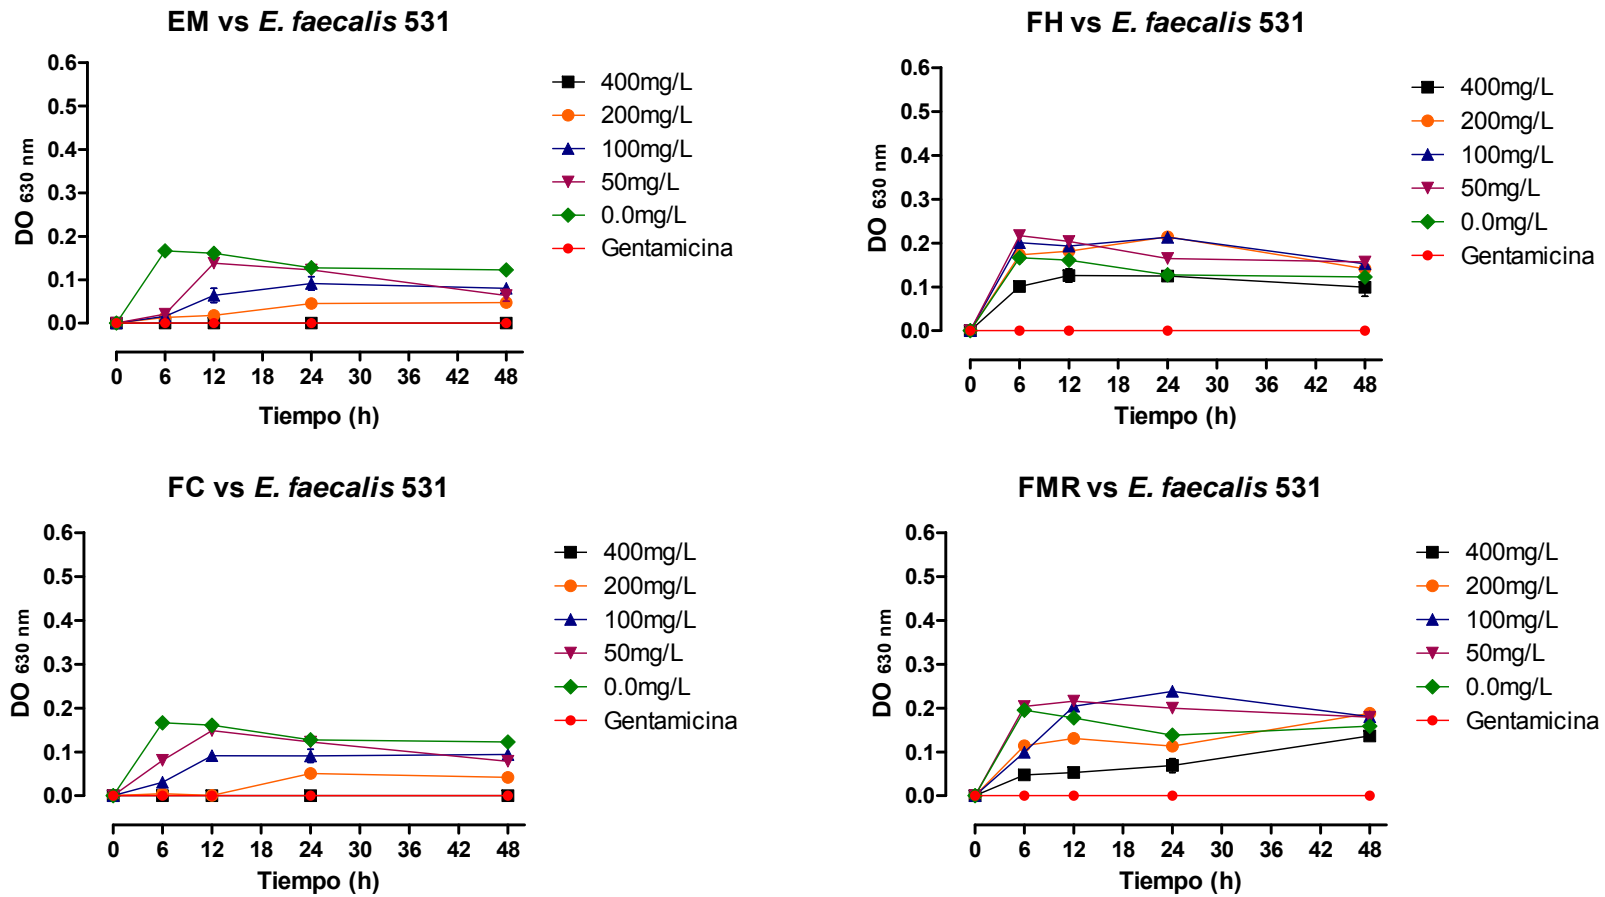 EM vs E. faecalis 531
0.6
0.5
0.4
0.3
0.2
0.1
0.0
DO 630 nm
0 6 12 18 24 30 36 42 48
Tiempo (h)
400mg/L
200mg/L
100mg/L
50mg/L
0.0mg/L
Gentamicina
FH vs E. faecalis 531
0.6
0.5
0.4
0.3
0.2
0.1
0.0
DO 630 nm
0 6 12 18 24 30 36 42 48
Tiempo (h)
400mg/L
200mg/L
100mg/L
50mg/L
0.0mg/L
Gentamicina
FC vs E. faecalis 531
0.6
0.5
0.4
0.3
0.2
0.1
0.0
DO 630 nm
0 6 12 18 24 30 36 42 48
Tiempo (h)
400mg/L
200mg/L
100mg/L
50mg/L
0.0mg/L
Gentamicina
FMR vs E. faecalis 531
0.6
0.5
0.4
0.3
0.2
0.1
0.0
DO 630 nm
0 6 12 18 24 30 36 42 48
Tiempo (h)
400mg/L
200mg/L
100mg/L
50mg/L
0.0mg/L
Gentamicina